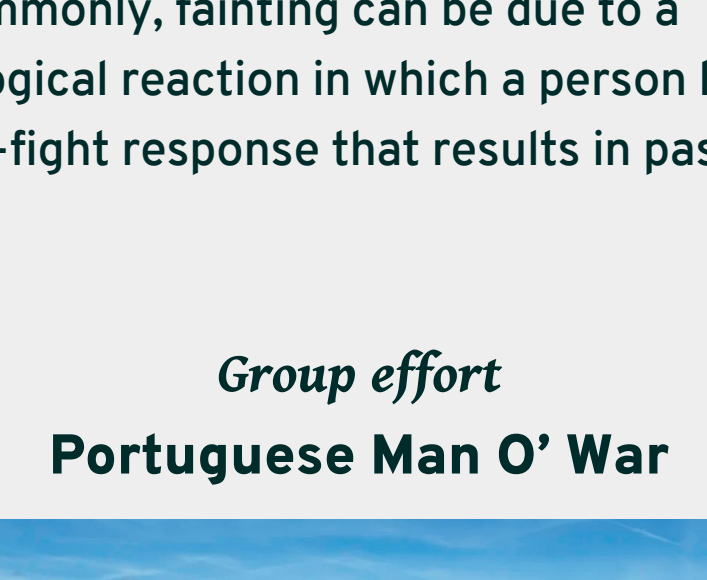 mmonly, fainting can be due to a
ogical reaction in which a person
-fight response that results in pas
Group effort
Portuguese Man O’ War